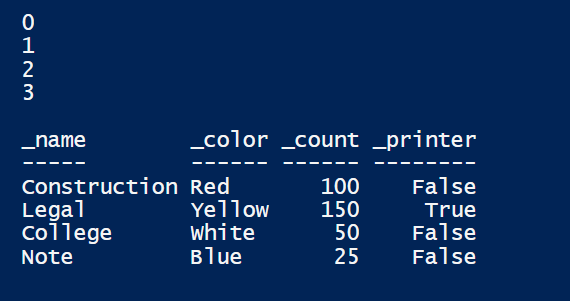 0
1
2
3
_name _color _count _printer
----- ------ ------ --------
Construction Red 100 False
Legal Yellow 150 True
College White 50 False
Note Blue 25 False